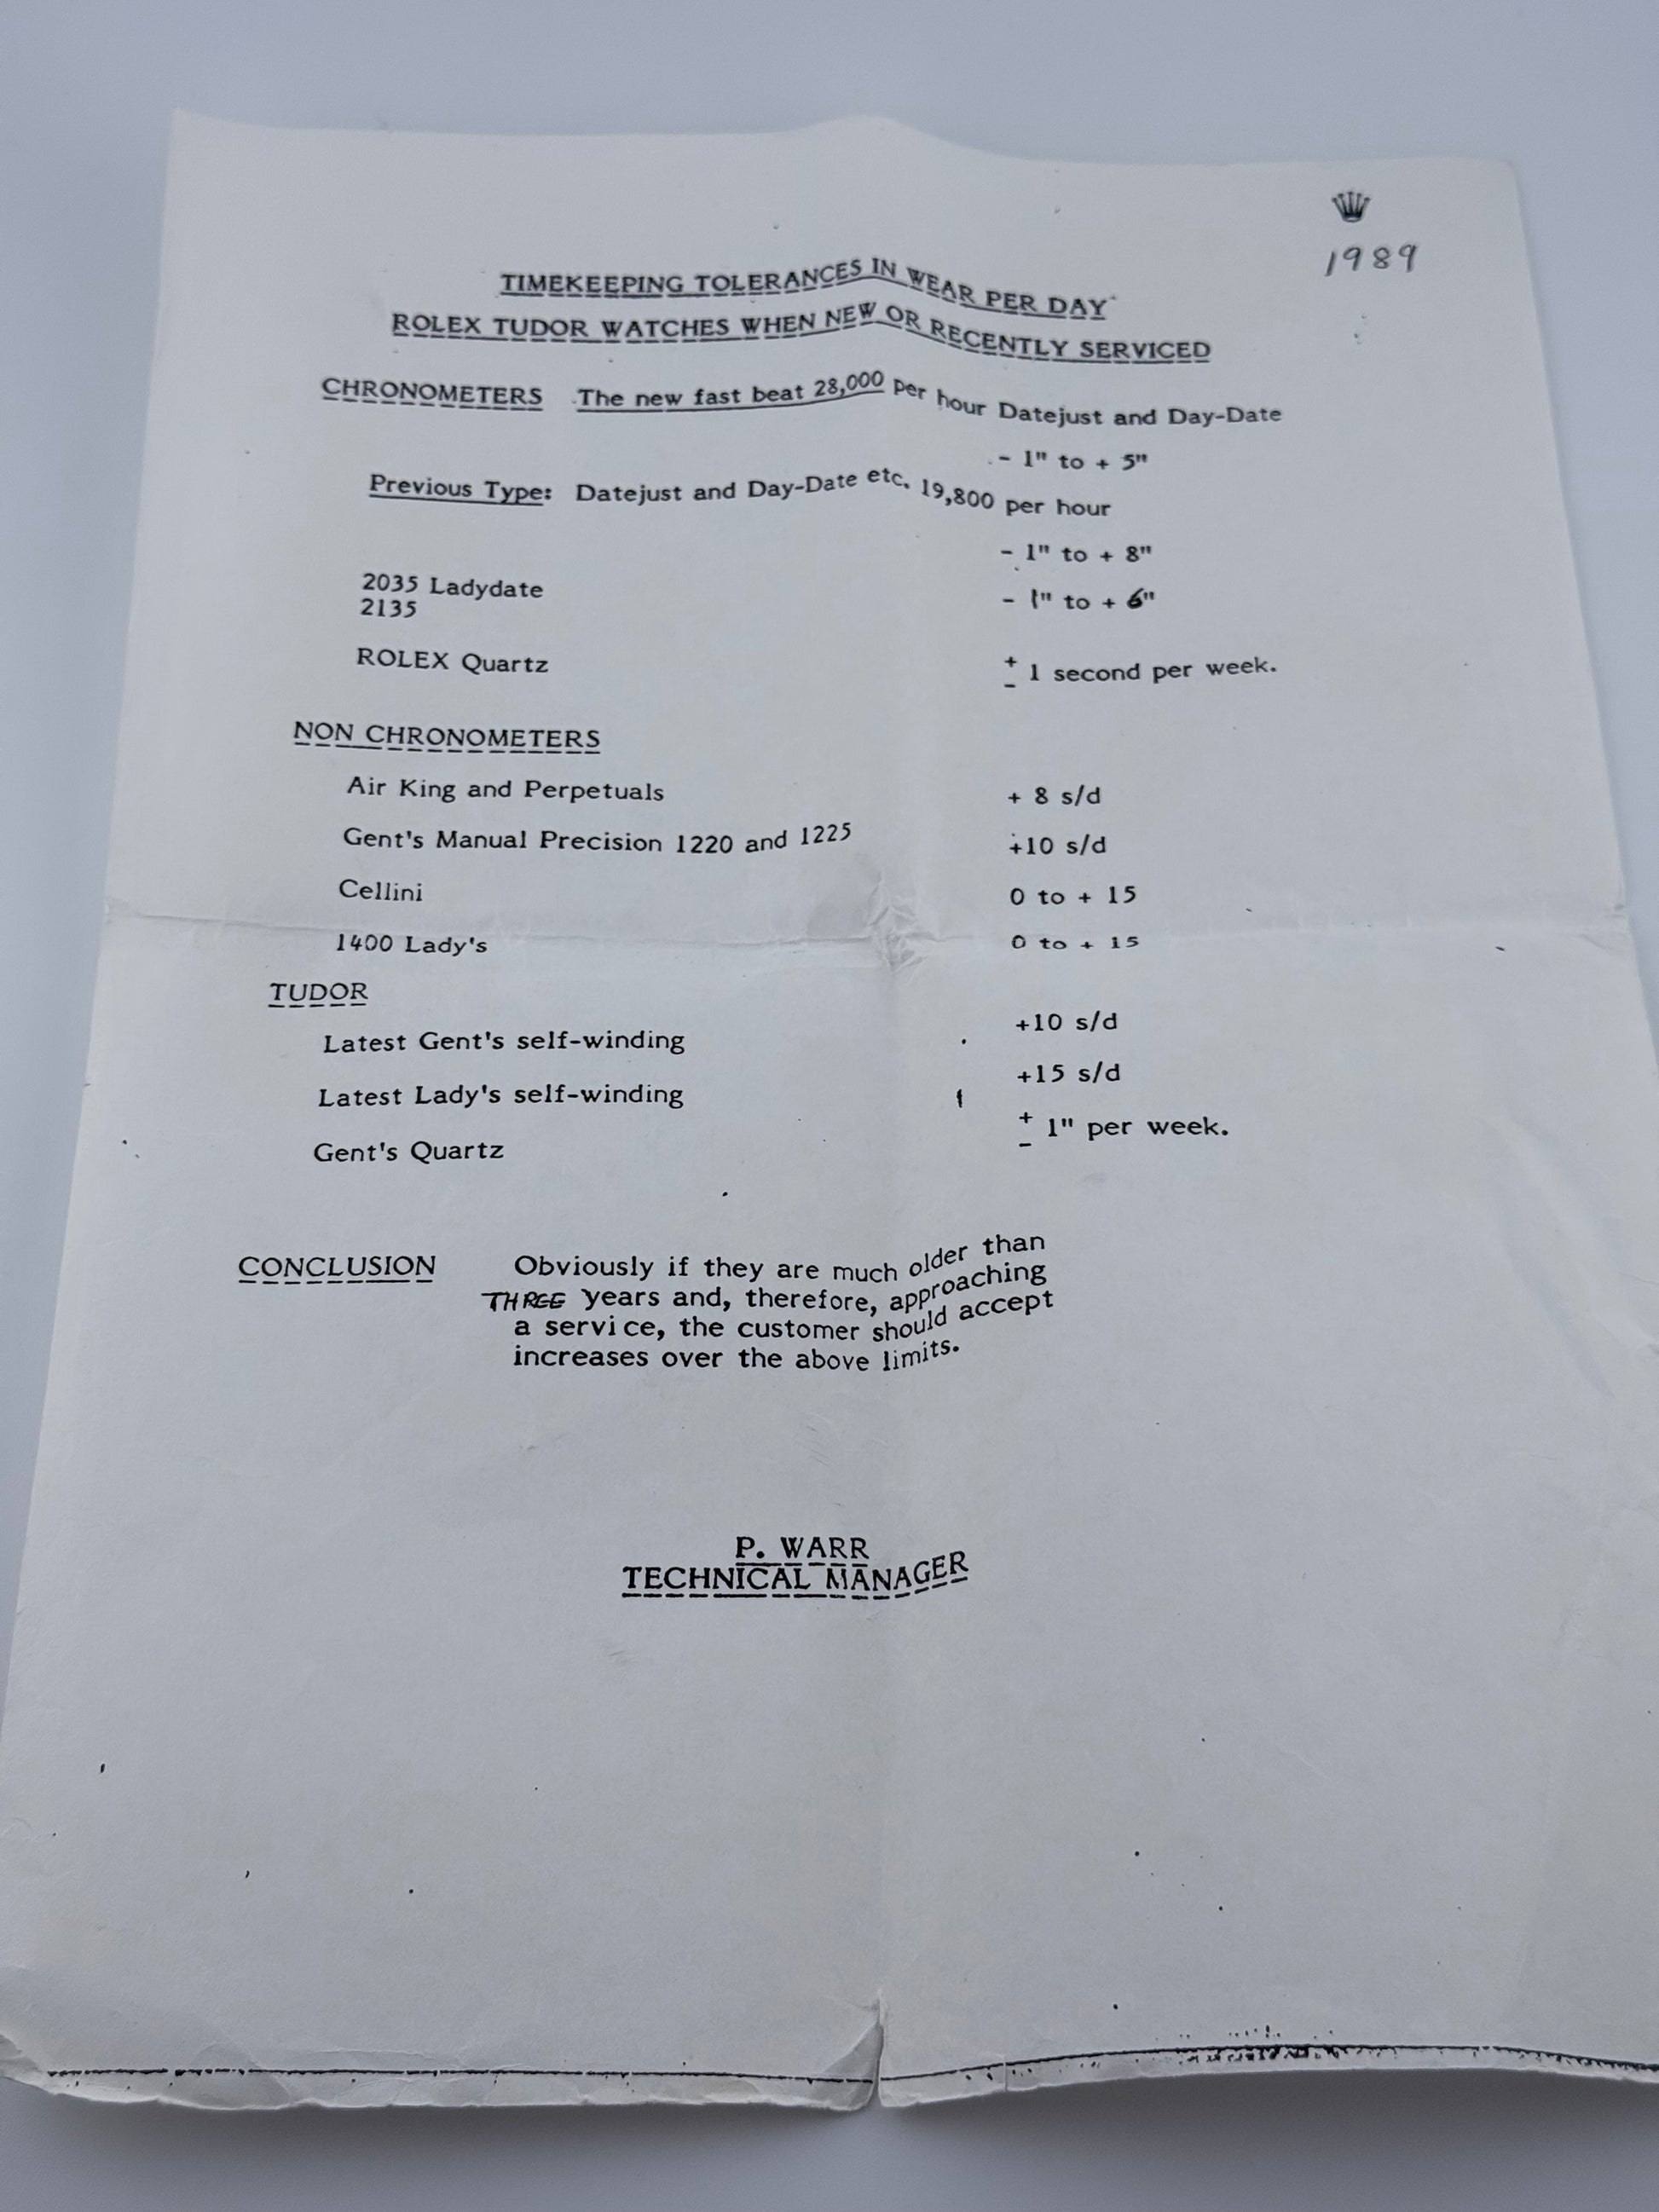 1989
TIMEKEEPING TOLERANCES IN WEAR PER DAY
ROLEX TUDOR WATCHES WHEN NEW OR RECENTLY SERVICED
CHRONOMETERS The new fast beat 28,000 per hour Datejust and Day-Date
- 1" to + 5"
Previous Type: Datejust and Day-Date etc. 19,800 per hour
- 1" to + 8"
2035 Ladydate
2135 - 1" to + 6"
ROLEX Quartz ± 1 second per week.
NON CHRONOMETERS
Air King and Perpetuals + 8 s/d
Gent's Manual Precision 1220 and 1225 +10 s/d
Cellini 0 to + 15
1400 Lady's 0 to + 15
TUDOR
Latest Gent's self-winding +10 s/d
Latest Lady's self-winding +15 s/d
Gent's Quartz ± 1" per week.
CONCLUSION Obviously if they are much older than
THREE years and, therefore, approaching
a service, the customer should accept
increases over the above limits.
P. WARR
TECHNICAL MANAGER